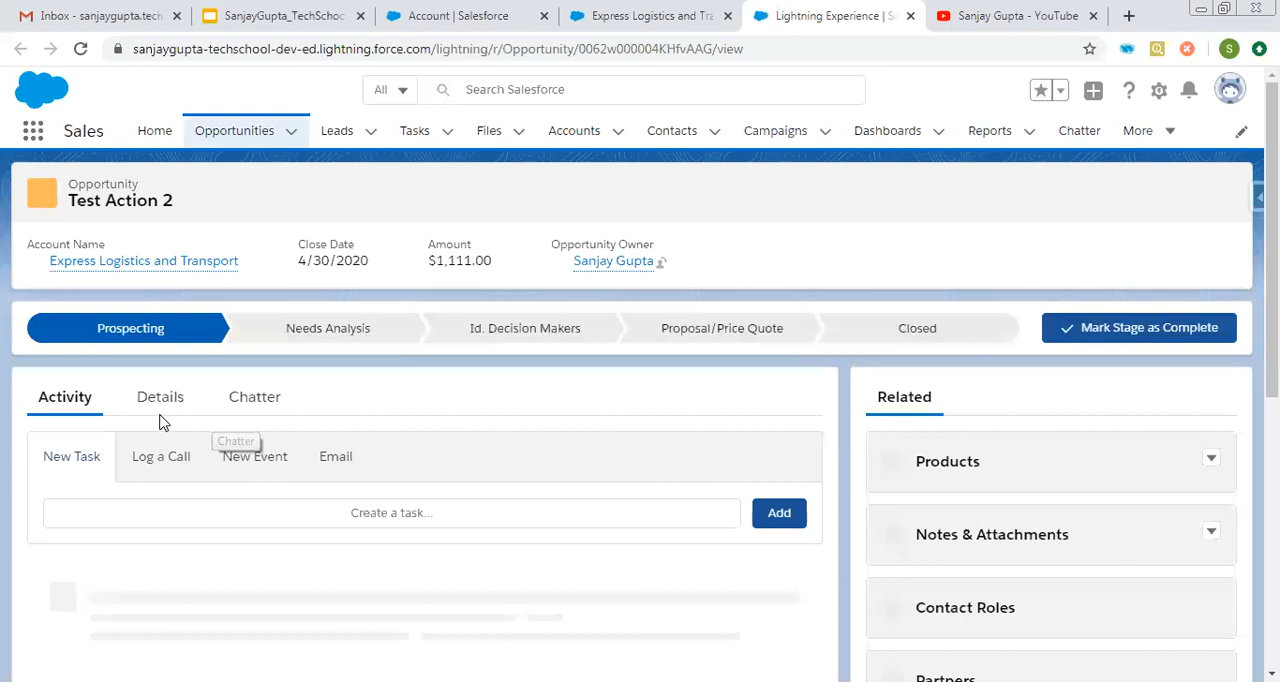 Inbox - sanjaygupta.tech
SanjayGupta_TechSchoo
Account | Salesforce
Express Logistics and Tra
Lightning Experience | S
Sanjay Gupta - YouTube
sanjaygupta-techschool-dev-ed.lightning.force.com/lightning/r/Opportunity/0062w000004KHfvAAG/view
S
All
Search Salesforce
Sales
Home
Opportunities
Leads
Tasks
Files
Accounts
Contacts
Campaigns
Dashboards
Reports
Chatter
More
Opportunity
Test Action 2
Account Name
Close Date
Amount
Opportunity Owner
Express Logistics and Transport
4/30/2020
$1,111.00
Sanjay Gupta
Prospecting
Needs Analysis
Id. Decision Makers
Proposal/Price Quote
Closed
Mark Stage as Complete
Activity
Details
Chatter
Related
Chatter
New Task
Log a Call
New Event
Email
Products
Create a task...
Add
Notes & Attachments
Contact Roles
Partners